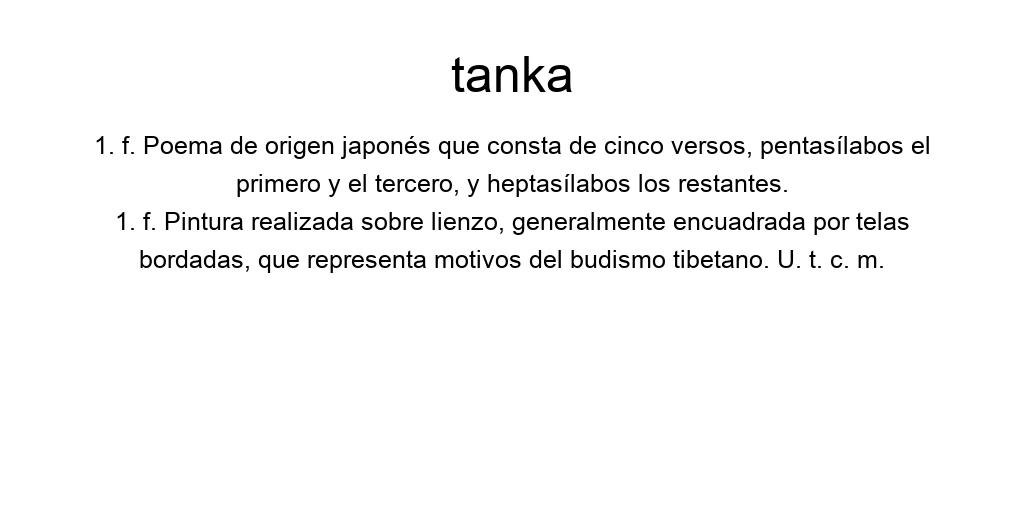 tanka
1. f. Poema de origen japonés que consta de cinco versos, pentasílabos el
primero y el tercero, y heptasílabos los restantes.
1. f. Pintura realizada sobre lienzo, generalmente encuadrada por telas
bordadas, que representa motivos del budismo tibetano. U. t. c. m.